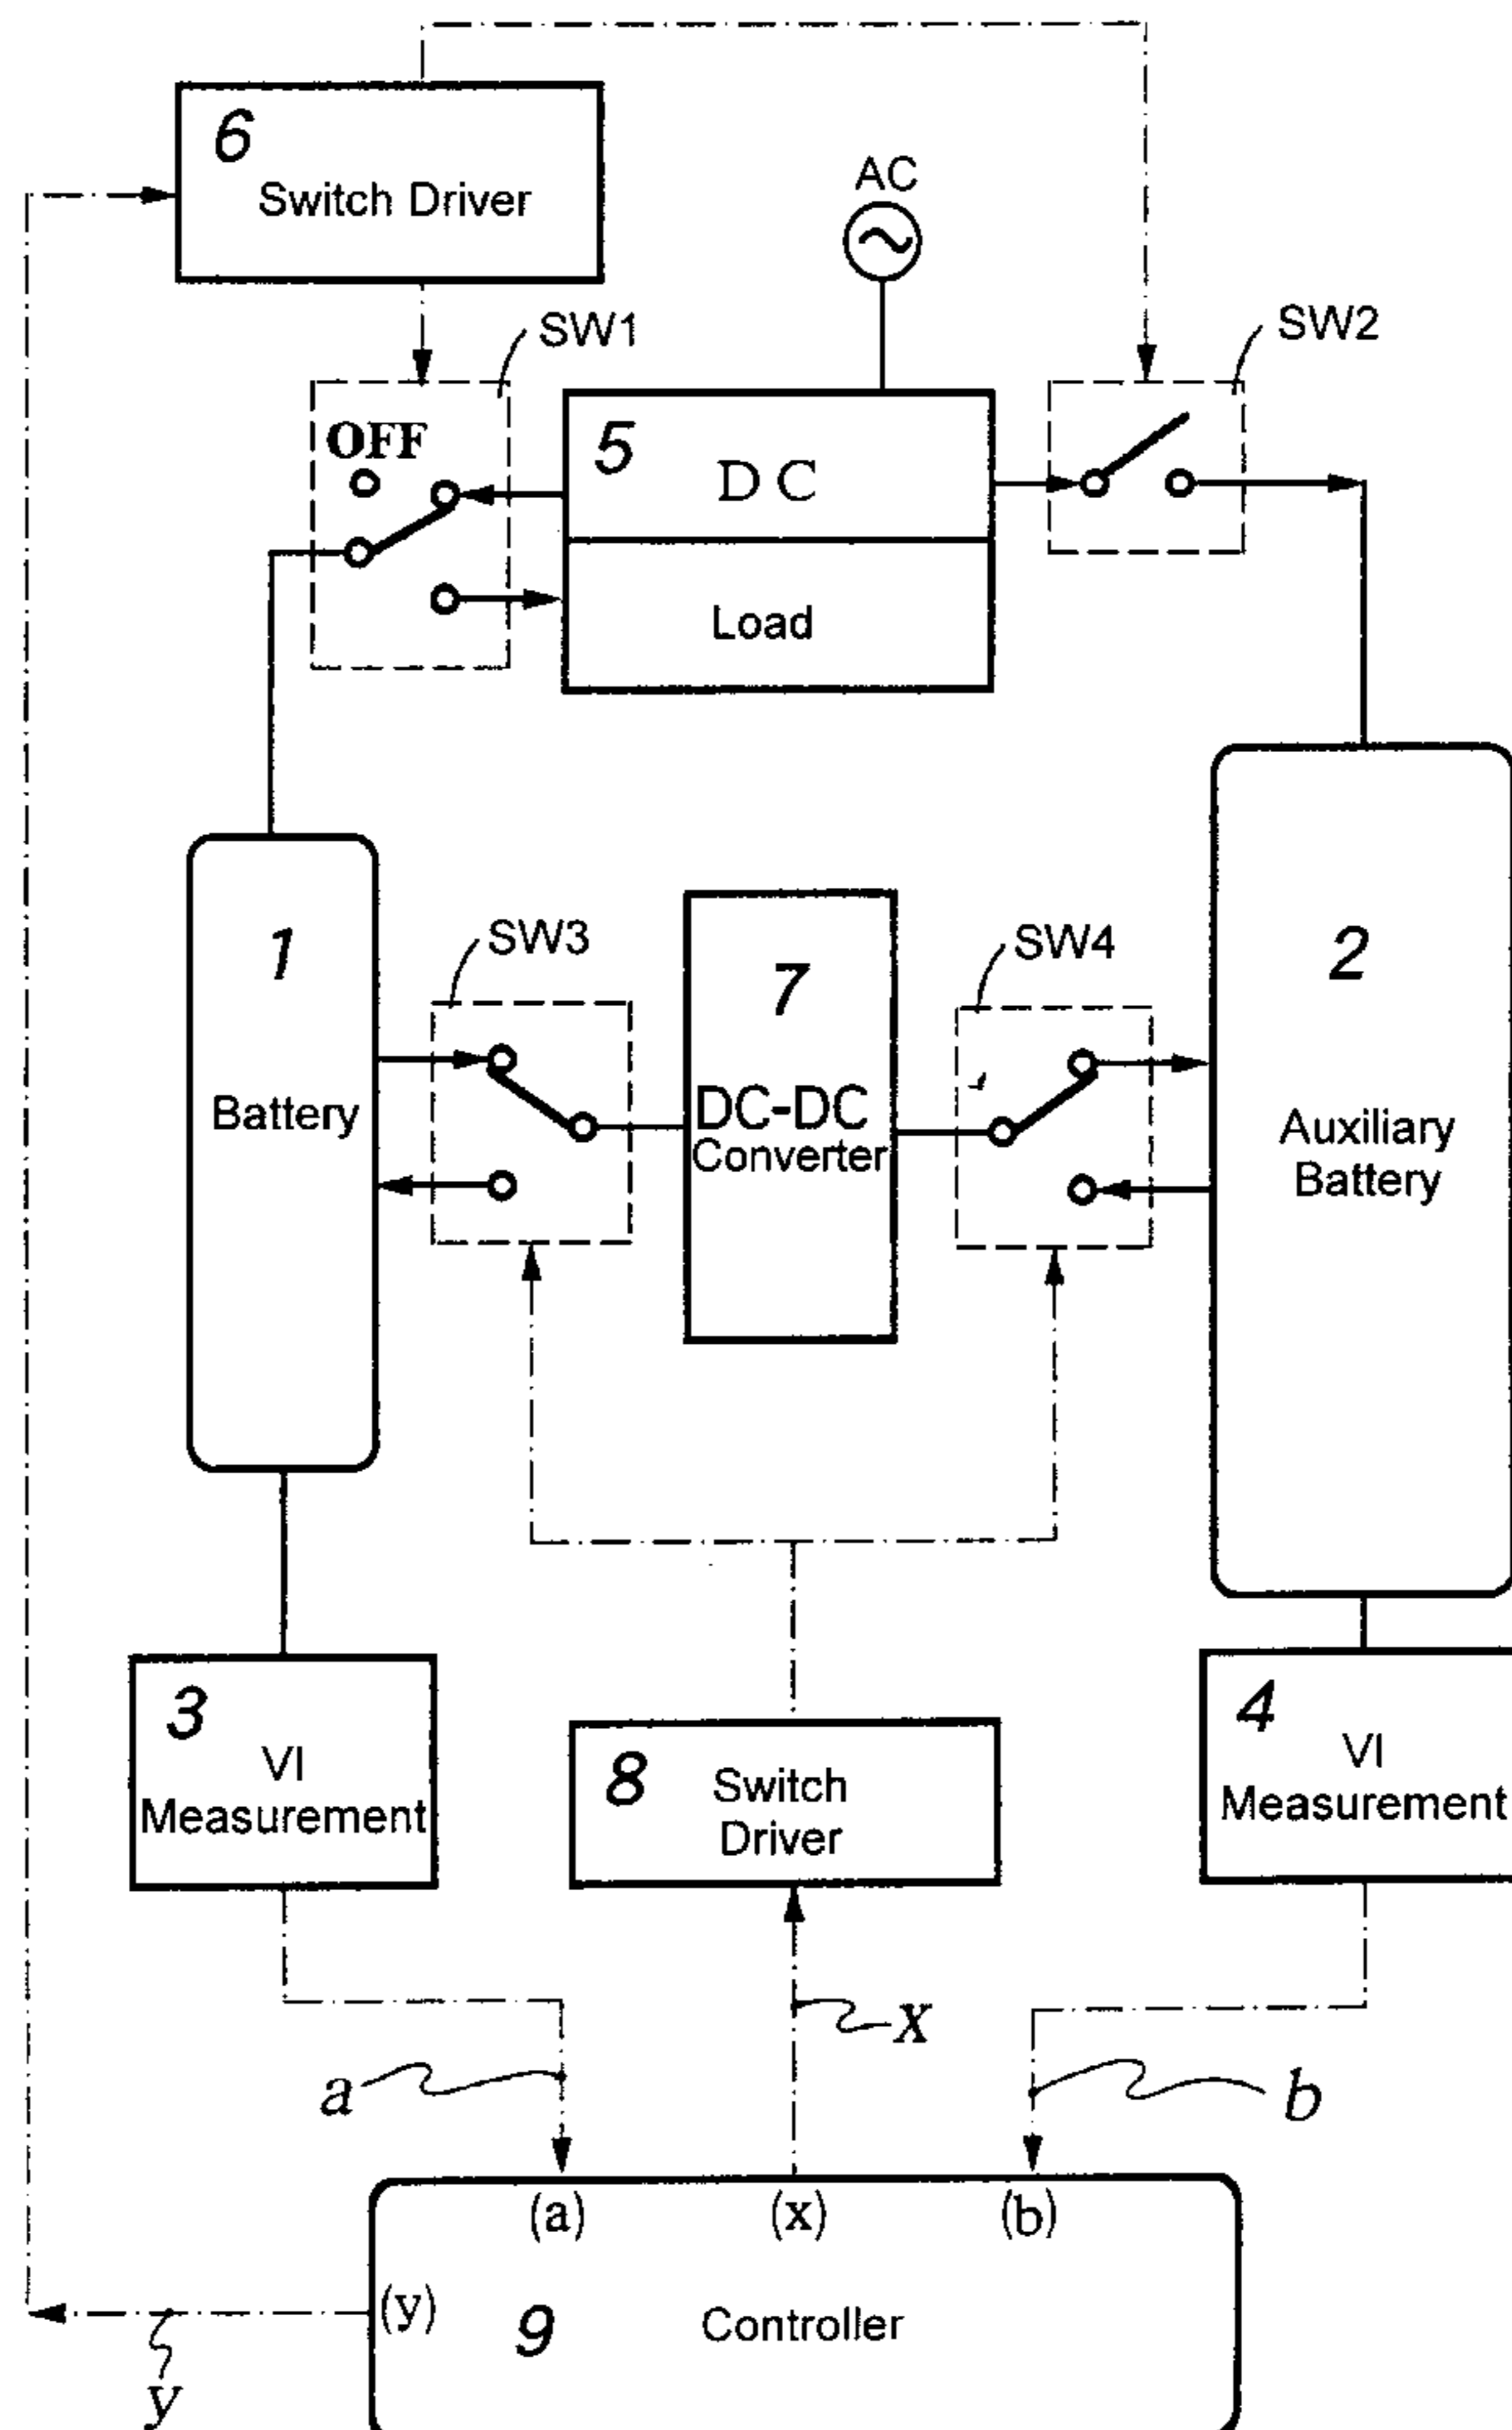 6
Switch Driver
AC
SW1
SW2
OFF
5
DC
Load
1
Battery
SW3
7
DC-DC
Converter
SW4
2
Auxiliary
Battery
3
VI
Measurement
8
Switch
Driver
4
VI
Measurement
x
a
b
(a)
(x)
(b)
(y)
9
Controller
y